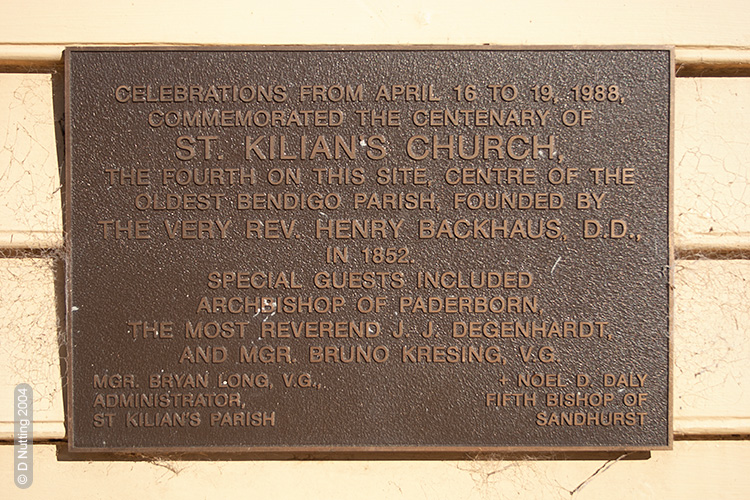 CELEBRATIONS FROM APRIL 16 TO 19, 1988,
COMMEMORATED THE CENTENARY OF
ST. KILIAN'S CHURCH,
THE FOURTH ON THIS SITE, CENTRE OF THE
OLDEST BENDIGO PARISH, FOUNDED BY
THE VERY REV. HENRY BACKHAUS, D.D.,
IN 1852.
SPECIAL GUESTS INCLUDED
ARCHBISHOP OF PADERBORN,
THE MOST REVEREND J. J. DEGENHARDT,
AND MGR. BRUNO KRESING, V.G.
MGR. BRYAN LONG, V.G.,
ADMINISTRATOR,
ST KILIAN'S PARISH
+ NOEL D. DALY
FIFTH BISHOP OF
SANDHURST
© D Nutting 2004